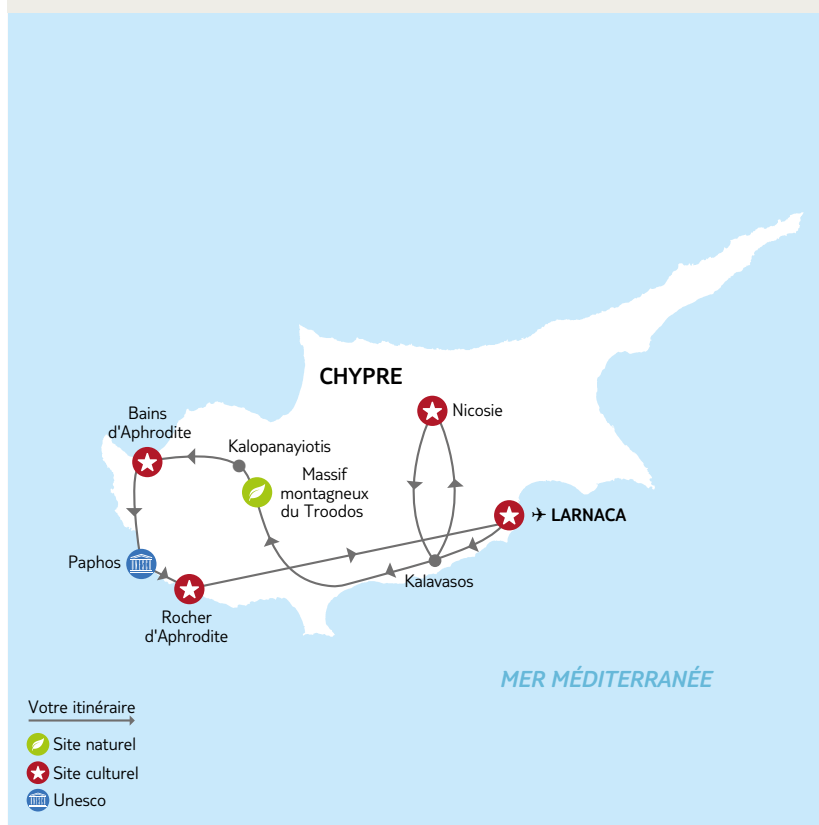 CHYPRE
Nicosie
Bains
d'Aphrodite
Kalopanayiotis
Massif
montagneux
du Troodos
LARNACA
Paphos
Kalavasos
Rocher
d'Aphrodite
MER MÉDITERRANÉE
Votre itinéraire
Site naturel
Site culturel
Unesco